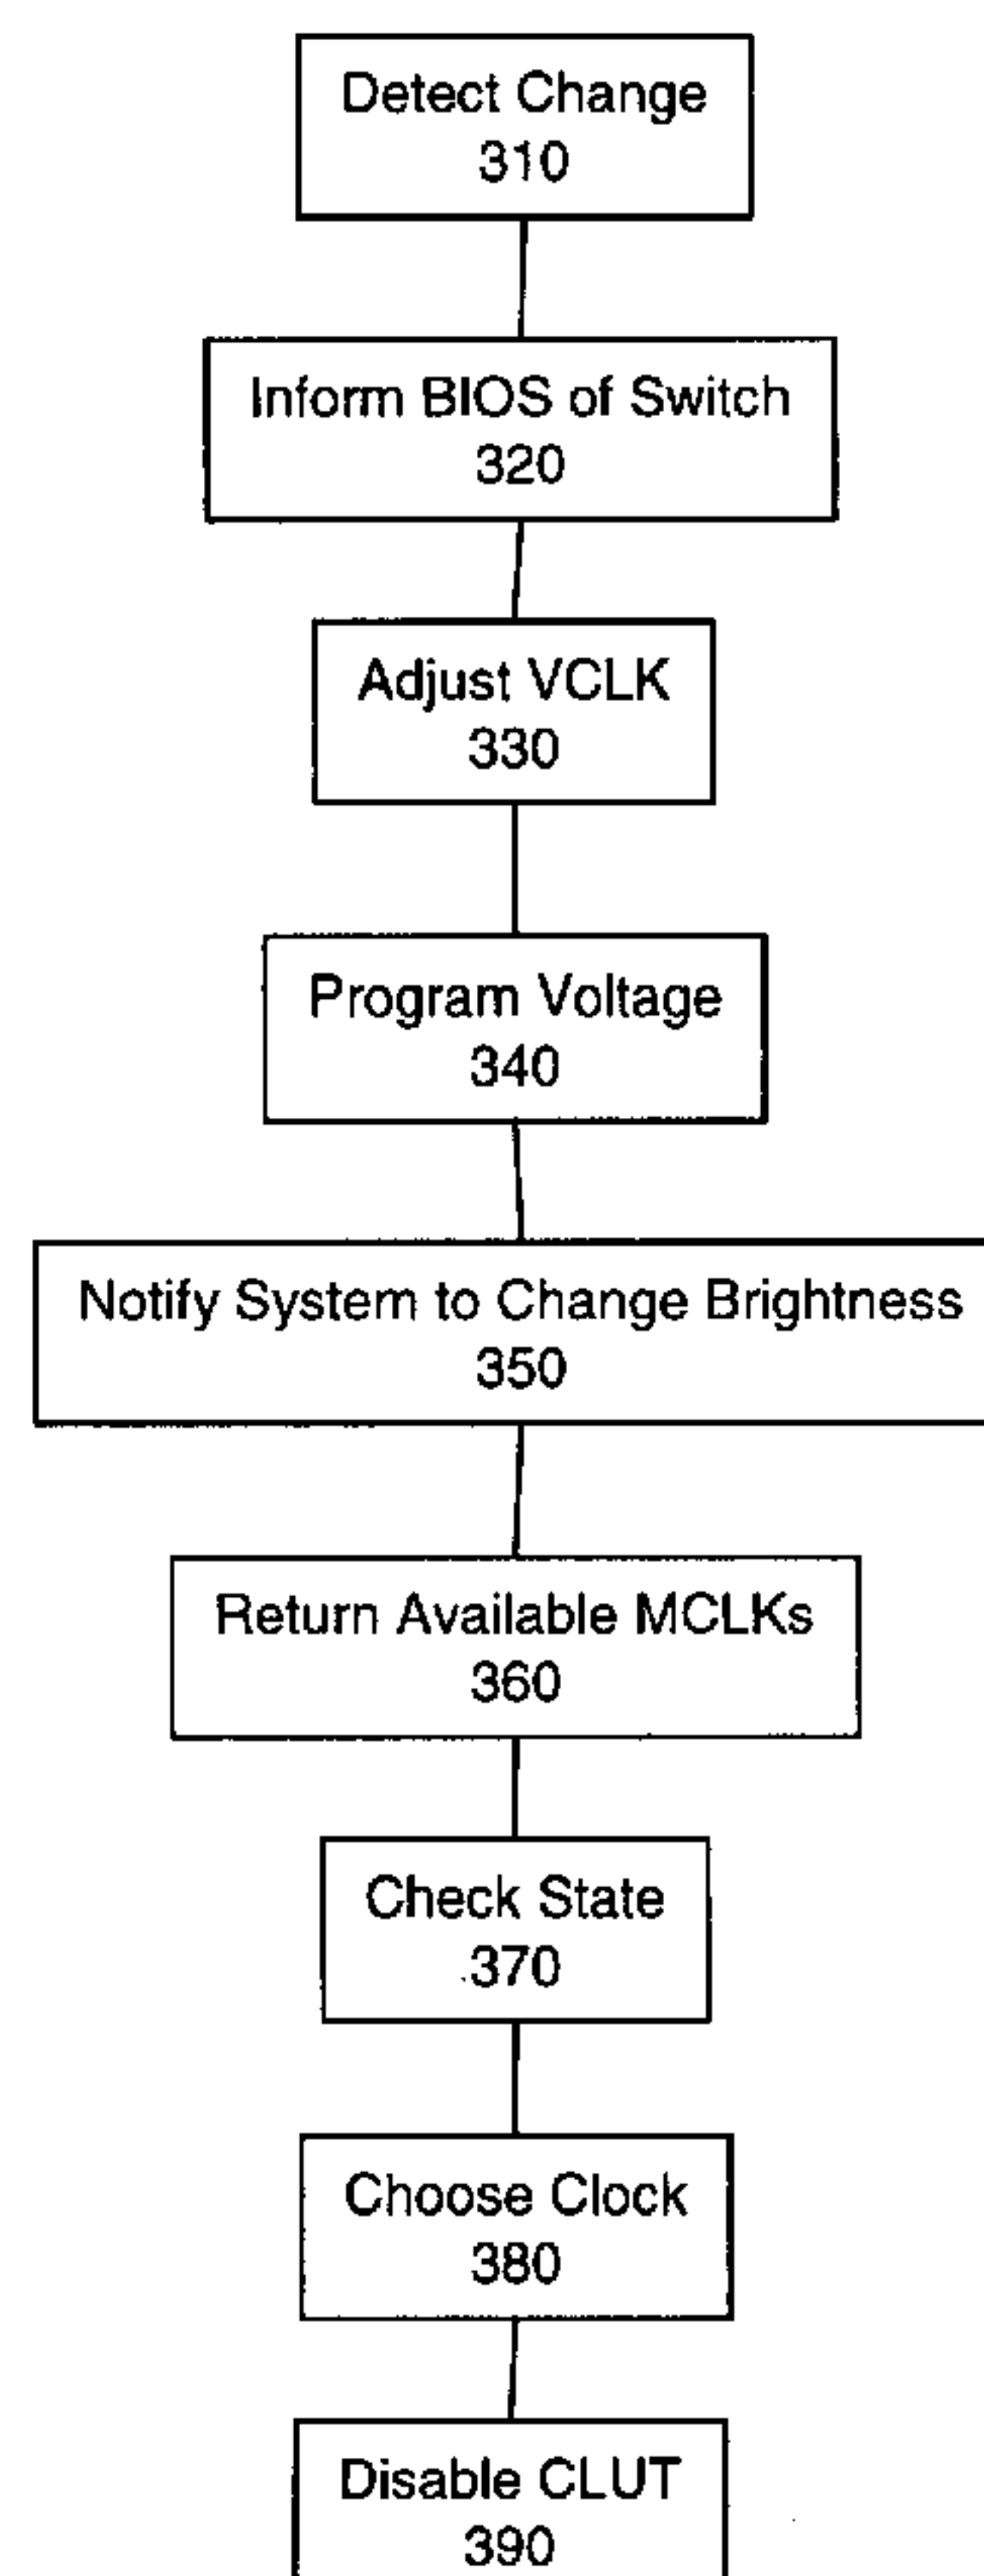 Detect Change
310
Inform BIOS of Switch
320
Adjust VCLK
330
Program Voltage
340
Notify System to Change Brightness
350
Return Available MCLKs
360
Check State
370
Choose Clock
380
Disable CLUT
390